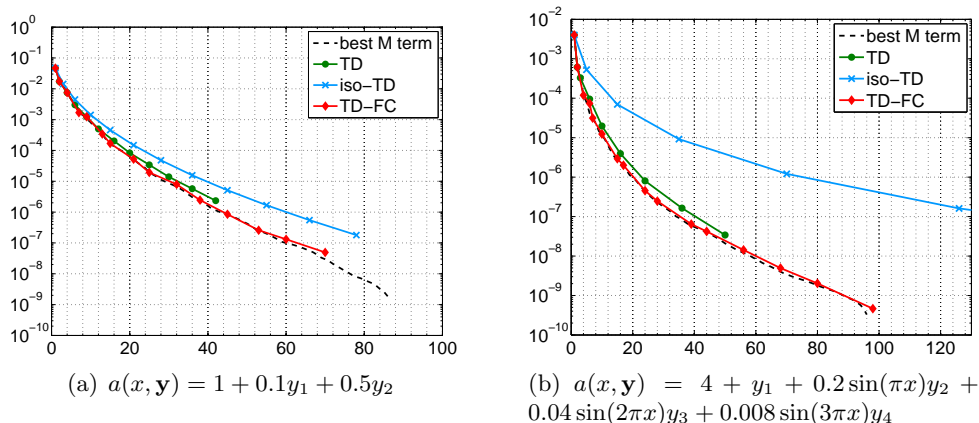 10^0
10^-1
10^-2
10^-3
10^-4
10^-5
10^-6
10^-7
10^-8
10^-9
10^-10
0 20 40 60 80 100
best M term
TD
iso-TD
TD-FC
(a) a(x, y) = 1 + 0.1y_1 + 0.5y_2
10^-2
10^-3
10^-4
10^-5
10^-6
10^-7
10^-8
10^-9
10^-10
0 20 40 60 80 100 120
best M term
TD
iso-TD
TD-FC
(b) a(x, y) = 4 + y_1 + 0.2 sin(πx)y_2 +
0.04 sin(2πx)y_3 + 0.008 sin(3πx)y_4